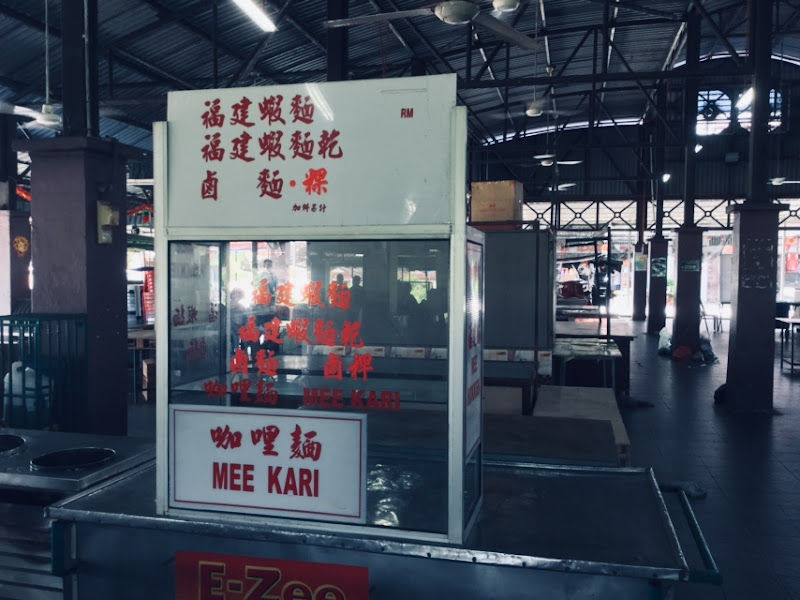 福建蝦麵 RM
福建蝦麵乾
鹵 麵·粿
加料另計
福建蝦麵
福建蝦麵乾
鹵麵 鹵粿
咖哩麵 MEE KARI
咖哩麵
MEE KARI
E-Zee